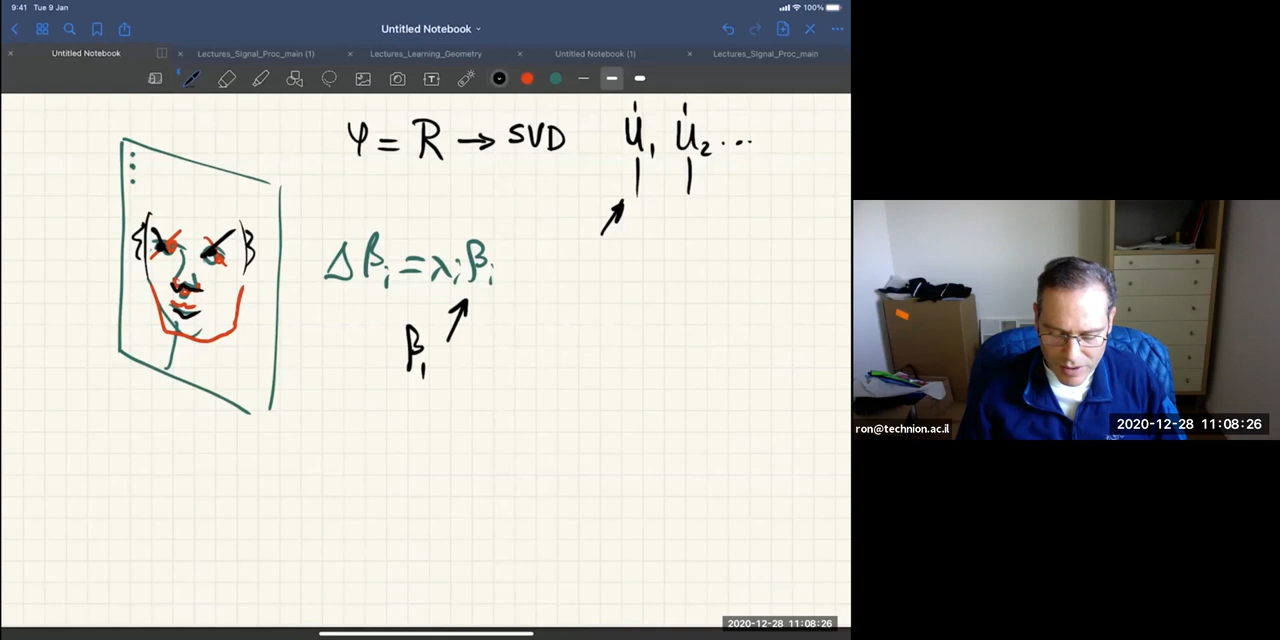 9:41 Tue 9 Jan
100%
Untitled Notebook
Untitled Notebook
Lectures_Signal_Proc_main (1)
Lectures_Learning_Geometry
Untitled Notebook (1)
Lectures_Signal_Proc_main
φ = R → SVD u₁ u₂ ...
Δβᵢ = λᵢβᵢ
β₁
ron@technion.ac.il
2020-12-28 11:08:26
2020-12-28 11:08:26